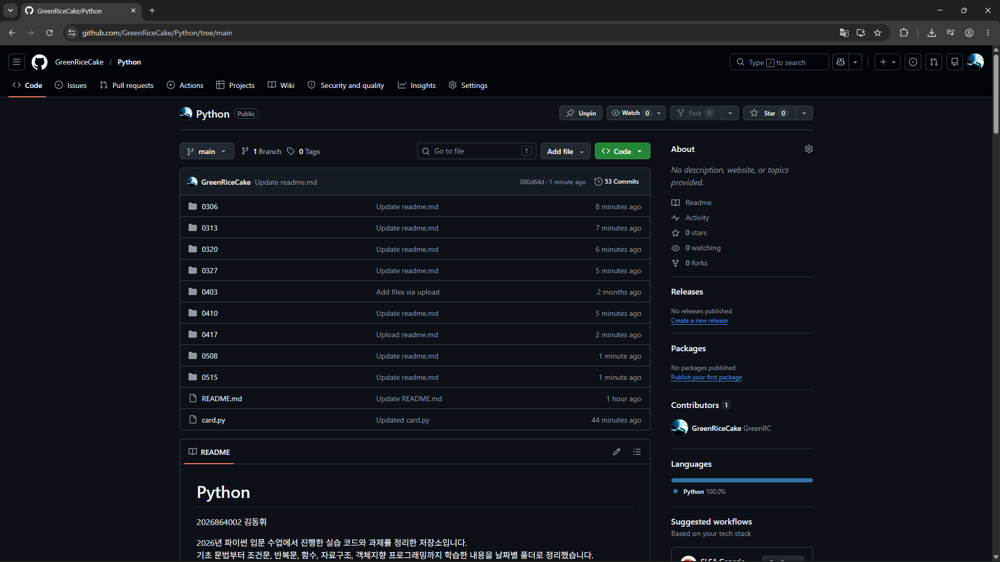 GreenRiceCake/Python
github.com/GreenRiceCake/Python/tree/main
GreenRiceCake / Python
Type / to search
Code
Issues
Pull requests
Actions
Projects
Wiki
Security and quality
Insights
Settings
Python Public
Unpin
Watch 0
Fork 0
Star 0
main
1 Branch
0 Tags
Go to file T
Add file
Code
GreenRiceCake Update readme.md 080d64d · 1 minute ago 53 Commits
0306 Update readme.md 8 minutes ago
0313 Update readme.md 7 minutes ago
0320 Update readme.md 6 minutes ago
0327 Update readme.md 5 minutes ago
0403 Add files via upload 2 months ago
0410 Update readme.md 5 minutes ago
0417 Upload readme.md 2 minutes ago
0508 Update readme.md 1 minute ago
0515 Update readme.md 1 minute ago
README.md Update README.md 1 hour ago
card.py Updated card.py 44 minutes ago
README
Python
2026864002 김동휘
2026년 파이썬 입문 수업에서 진행한 실습 코드와 과제를 정리한 저장소입니다.
기초 문법부터 조건문, 반복문, 함수, 자료구조, 객체지향 프로그래밍까지 학습한 내용을 날짜별 폴더로 정리했습니다.
About
No description, website, or topics
provided.
Readme
Activity
0 stars
0 watching
0 forks
Releases
No releases published
Create a new release
Packages
No packages published
Publish your first package
Contributors 1
GreenRiceCake GreenRC
Languages
Python 100.0%
Suggested workflows
Based on your tech stack
SLSA Generic